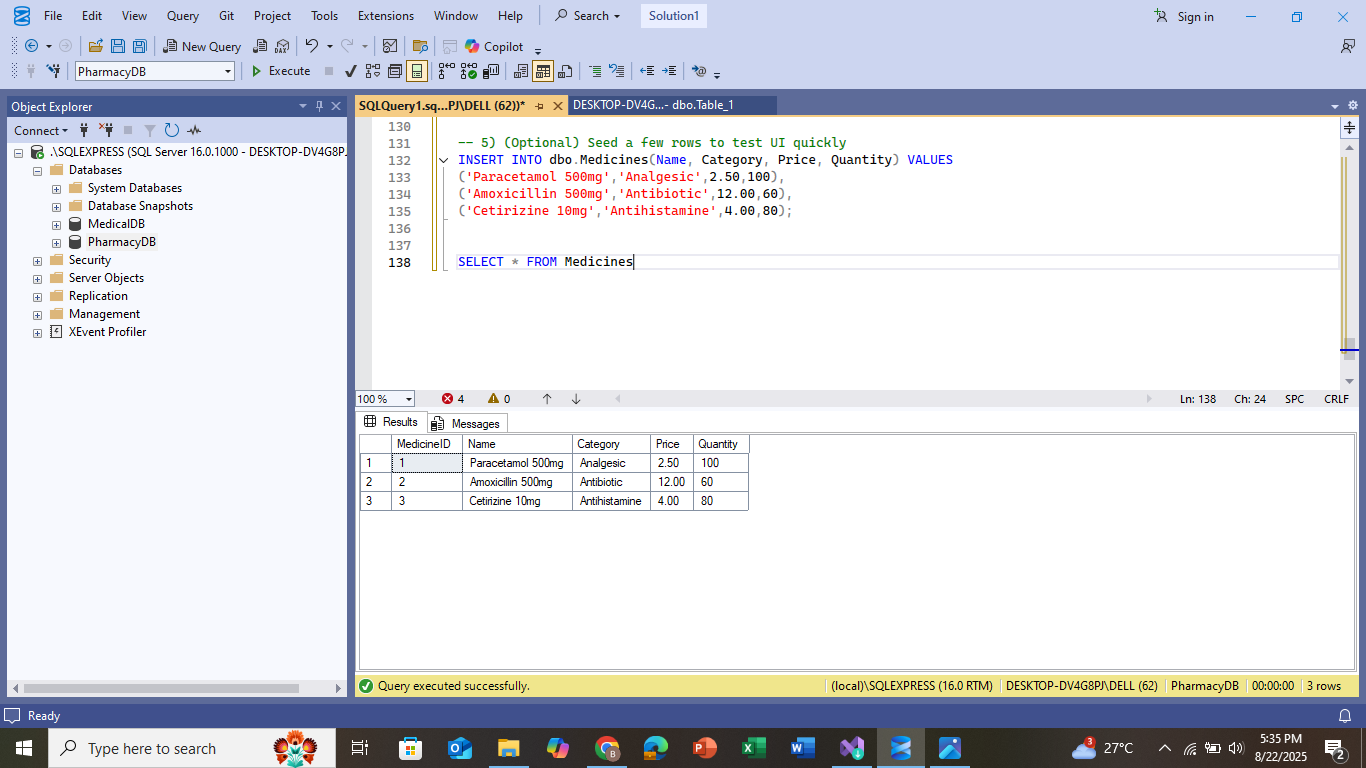 File Edit View Query Git Project Tools Extensions Window Help Search Solution1 Sign in
New Query DAX Copilot
PharmacyDB Execute
Object Explorer
Connect
.\SQLEXPRESS (SQL Server 16.0.1000 - DESKTOP-DV4G8PJ
Databases
System Databases
Database Snapshots
MedicalDB
PharmacyDB
Security
Server Objects
Replication
Management
XEvent Profiler
SQLQuery1.sq...PJ\DELL (62))* DESKTOP-DV4G...- dbo.Table_1
130
131 -- 5) (Optional) Seed a few rows to test UI quickly
132 INSERT INTO dbo.Medicines(Name, Category, Price, Quantity) VALUES
133 ('Paracetamol 500mg','Analgesic',2.50,100),
134 ('Amoxicillin 500mg','Antibiotic',12.00,60),
135 ('Cetirizine 10mg','Antihistamine',4.00,80);
136
137
138 SELECT * FROM Medicines
100 % 4 0 Ln: 138 Ch: 24 SPC CRLF
Results Messages
MedicineID Name Category Price Quantity
1 1 Paracetamol 500mg Analgesic 2.50 100
2 2 Amoxicillin 500mg Antibiotic 12.00 60
3 3 Cetirizine 10mg Antihistamine 4.00 80
Query executed successfully. (local)\SQLEXPRESS (16.0 RTM) DESKTOP-DV4G8PJ\DELL (62) PharmacyDB 00:00:00 3 rows
Ready
Type here to search 3 27°C 5:35 PM
8/22/2025 2